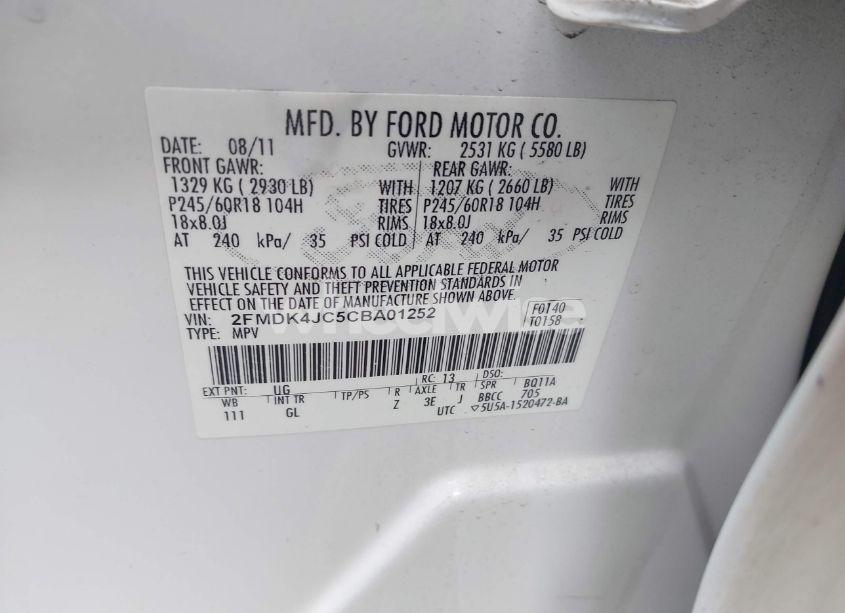 MFD. BY FORD MOTOR CO.
DATE: 08/11 GVWR: 2531 KG ( 5580 LB)
FRONT GAWR: REAR GAWR:
1329 KG ( 2930 LB) WITH 1207 KG ( 2660 LB) WITH
P245/60R18 104H TIRES P245/60R18 104H TIRES
18x8.0J RIMS 18x8.0J RIMS
AT 240 kPa/ 35 PSI COLD AT 240 kPa/ 35 PSI COLD
THIS VEHICLE CONFORMS TO ALL APPLICABLE FEDERAL MOTOR
VEHICLE SAFETY AND THEFT PREVENTION STANDARDS IN
EFFECT ON THE DATE OF MANUFACTURE SHOWN ABOVE.
VIN: 2FMDK4JC5CBA01252 F0140
TYPE: MPV T0158
wheelwise
EXT PNT: UG RC: 13 DSO:
WB INT TR TP/PS R AXLE TR SPR BQ11A
111 GL Z 3E J BBCC 705
UTC ▽5U5A-1520472-BA